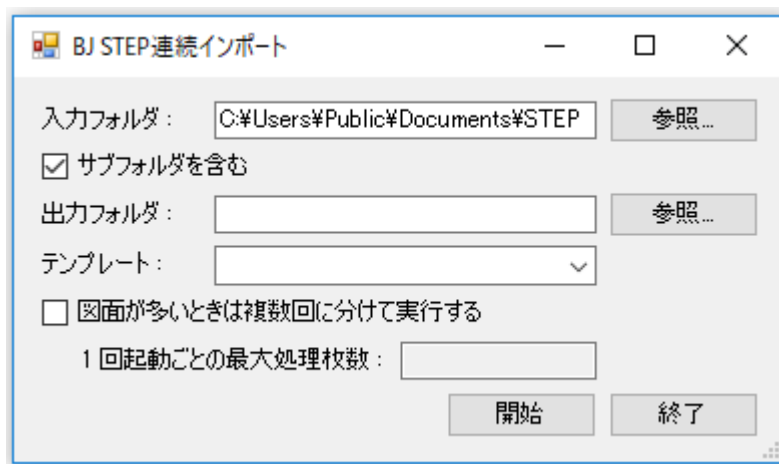 BJ STEP連続インポート
入力フォルダ： C:¥Users¥Public¥Documents¥STEP 参照...
サブフォルダを含む
出力フォルダ： 参照...
テンプレート：
図面が多いときは複数回に分けて実行する
1 回起動ごとの最大処理枚数：
開始 終了